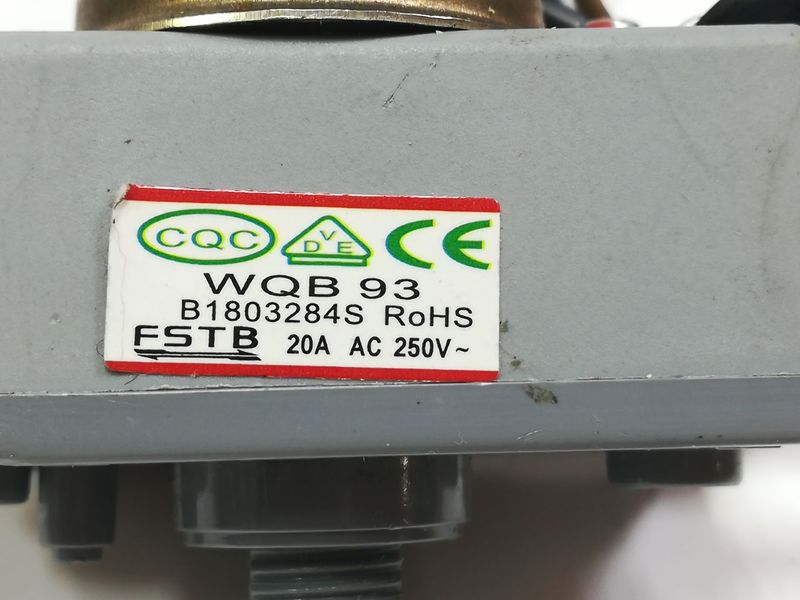 CQC VDE CE
WQB 93
B1803284S RoHS
FSTB 20A AC 250V~